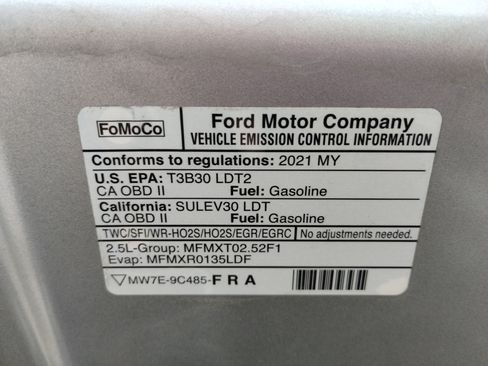 FoMoCo
Ford Motor Company
VEHICLE EMISSION CONTROL INFORMATION
Conforms to regulations: 2021 MY
U.S. EPA: T3B30 LDT2
CA OBD II Fuel: Gasoline
California: SULEV30 LDT
CA OBD II Fuel: Gasoline
TWC/SFI/WR-HO2S/HO2S/EGR/EGRC No adjustments needed.
2.5L-Group: MFMXT02.52F1
Evap: MFMXR0135LDF
MW7E-9C485-FRA